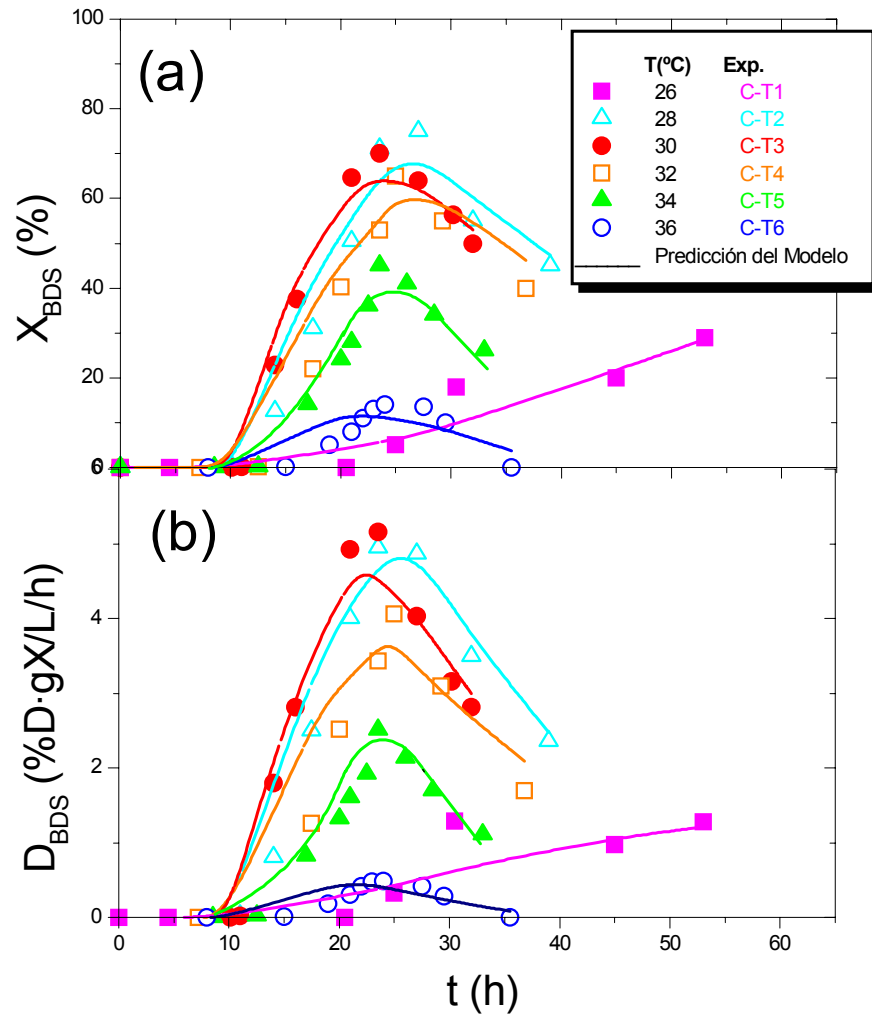 (a)
X_BDS (%)
100
80
60
40
20
6
T(ºC) Exp.
26 C-T1
28 C-T2
30 C-T3
32 C-T4
34 C-T5
36 C-T6
Predicción del Modelo
(b)
D_BDS (%D·gX/L/h)
4
2
0
0 10 20 30 40 50 60
t (h)